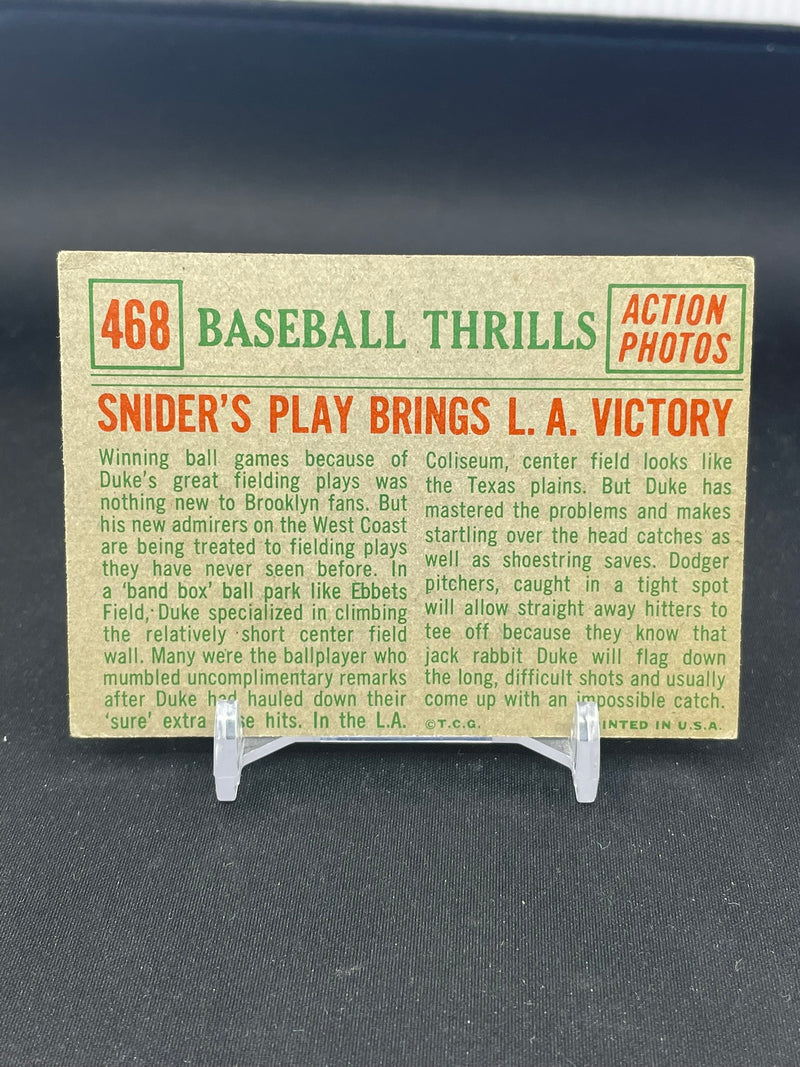 468
BASEBALL THRILLS
ACTION
PHOTOS
SNIDER'S PLAY BRINGS L. A. VICTORY
Winning ball games because of
Duke's great fielding plays was
nothing new to Brooklyn fans. But
his new admirers on the West Coast
are being treated to fielding plays
they have never seen before. In
a 'band box' ball park like Ebbets
Field, Duke specialized in climbing
the relatively short center field
wall. Many were the ballplayer who
mumbled uncomplimentary remarks
after Duke had hauled down their
'sure' extra hits. In the L.A.
Coliseum, center field looks like
the Texas plains. But Duke has
mastered the problems and makes
startling over the head catches as
well as shoestring saves. Dodger
pitchers, caught in a tight spot
will allow straight away hitters to
tee off because they know that
jack rabbit Duke will flag down
the long, difficult shots and usually
come up with an impossible catch.
©T.C.G.
INTED IN U.S.A.